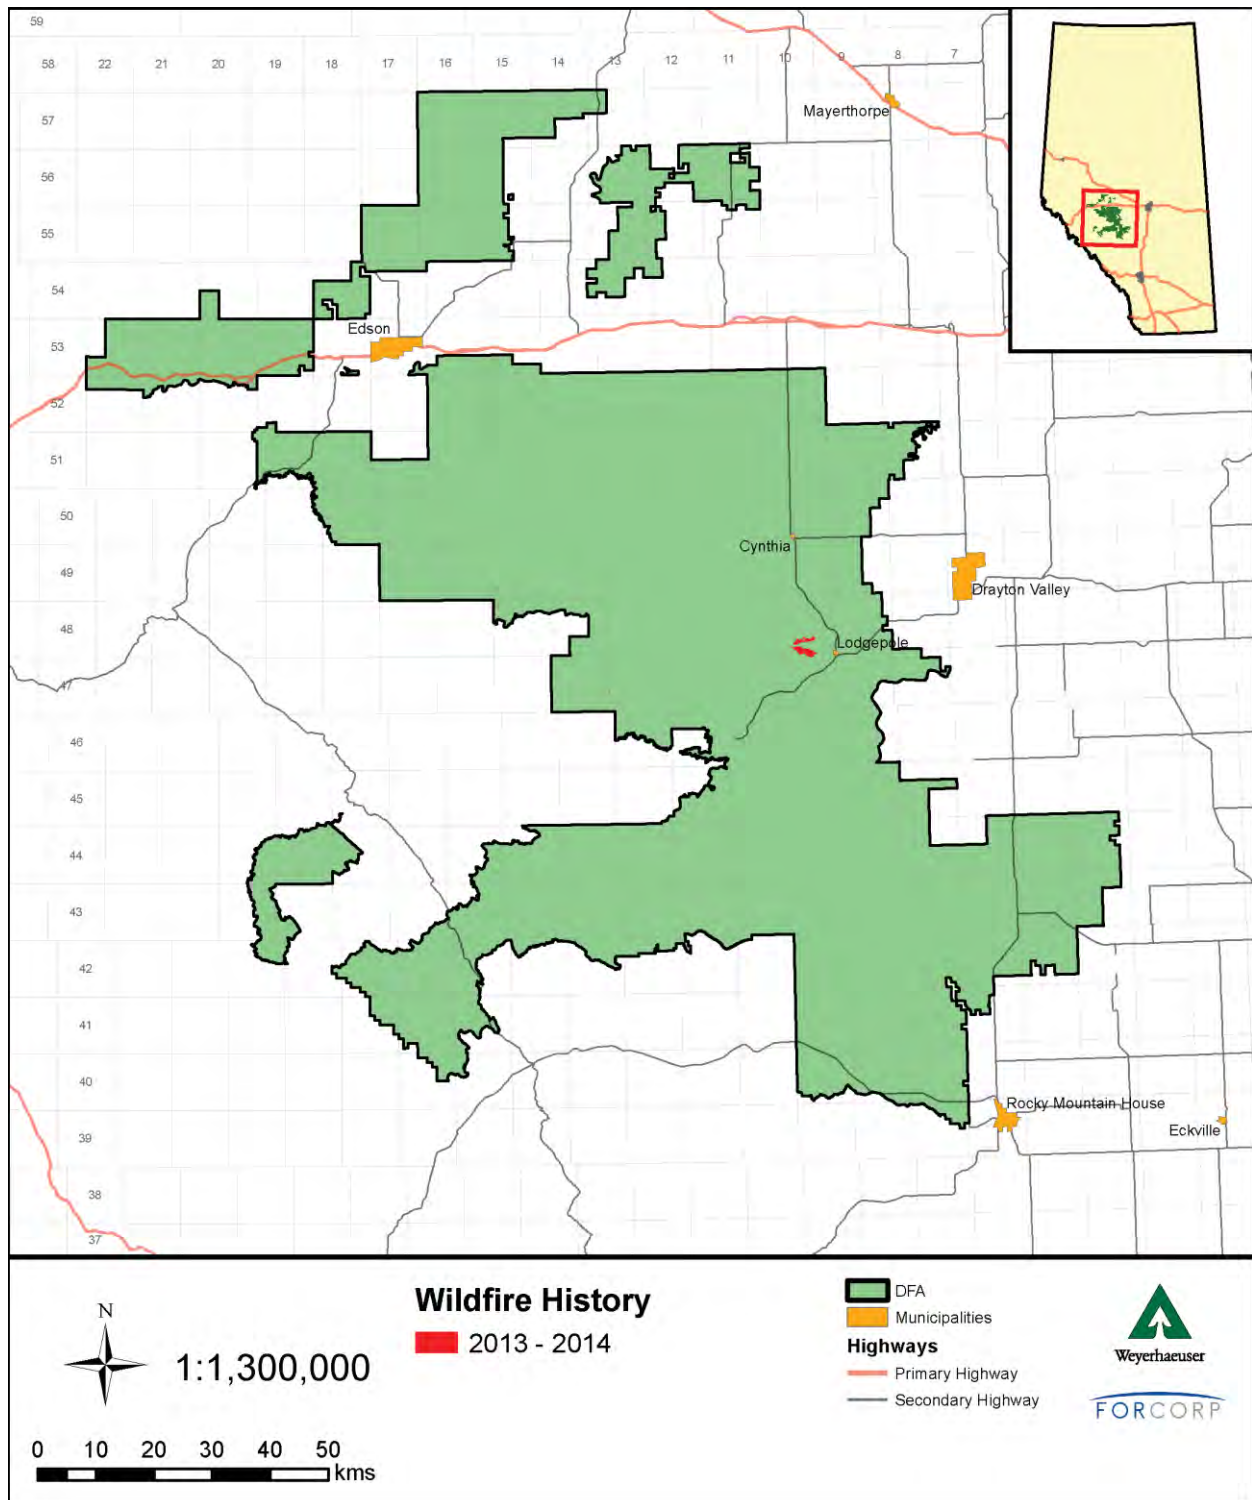 59
58 22 21 20 19 18 17 16 15 14 13 12 11 10 9 8 7
Mayerthorpe
57
56
55
54
Edson
53
52
51
50
Cynthia
49
Drayton Valley
48
Lodgepole
47
46
45
44
43
42
41
40
Rocky Mountain House
39
Eckville
38
37
N
1:1,300,000
0 10 20 30 40 50
kms
Wildfire History
2013 - 2014
DFA
Municipalities
Highways
Primary Highway
Secondary Highway
Weyerhaeuser
FORCORP